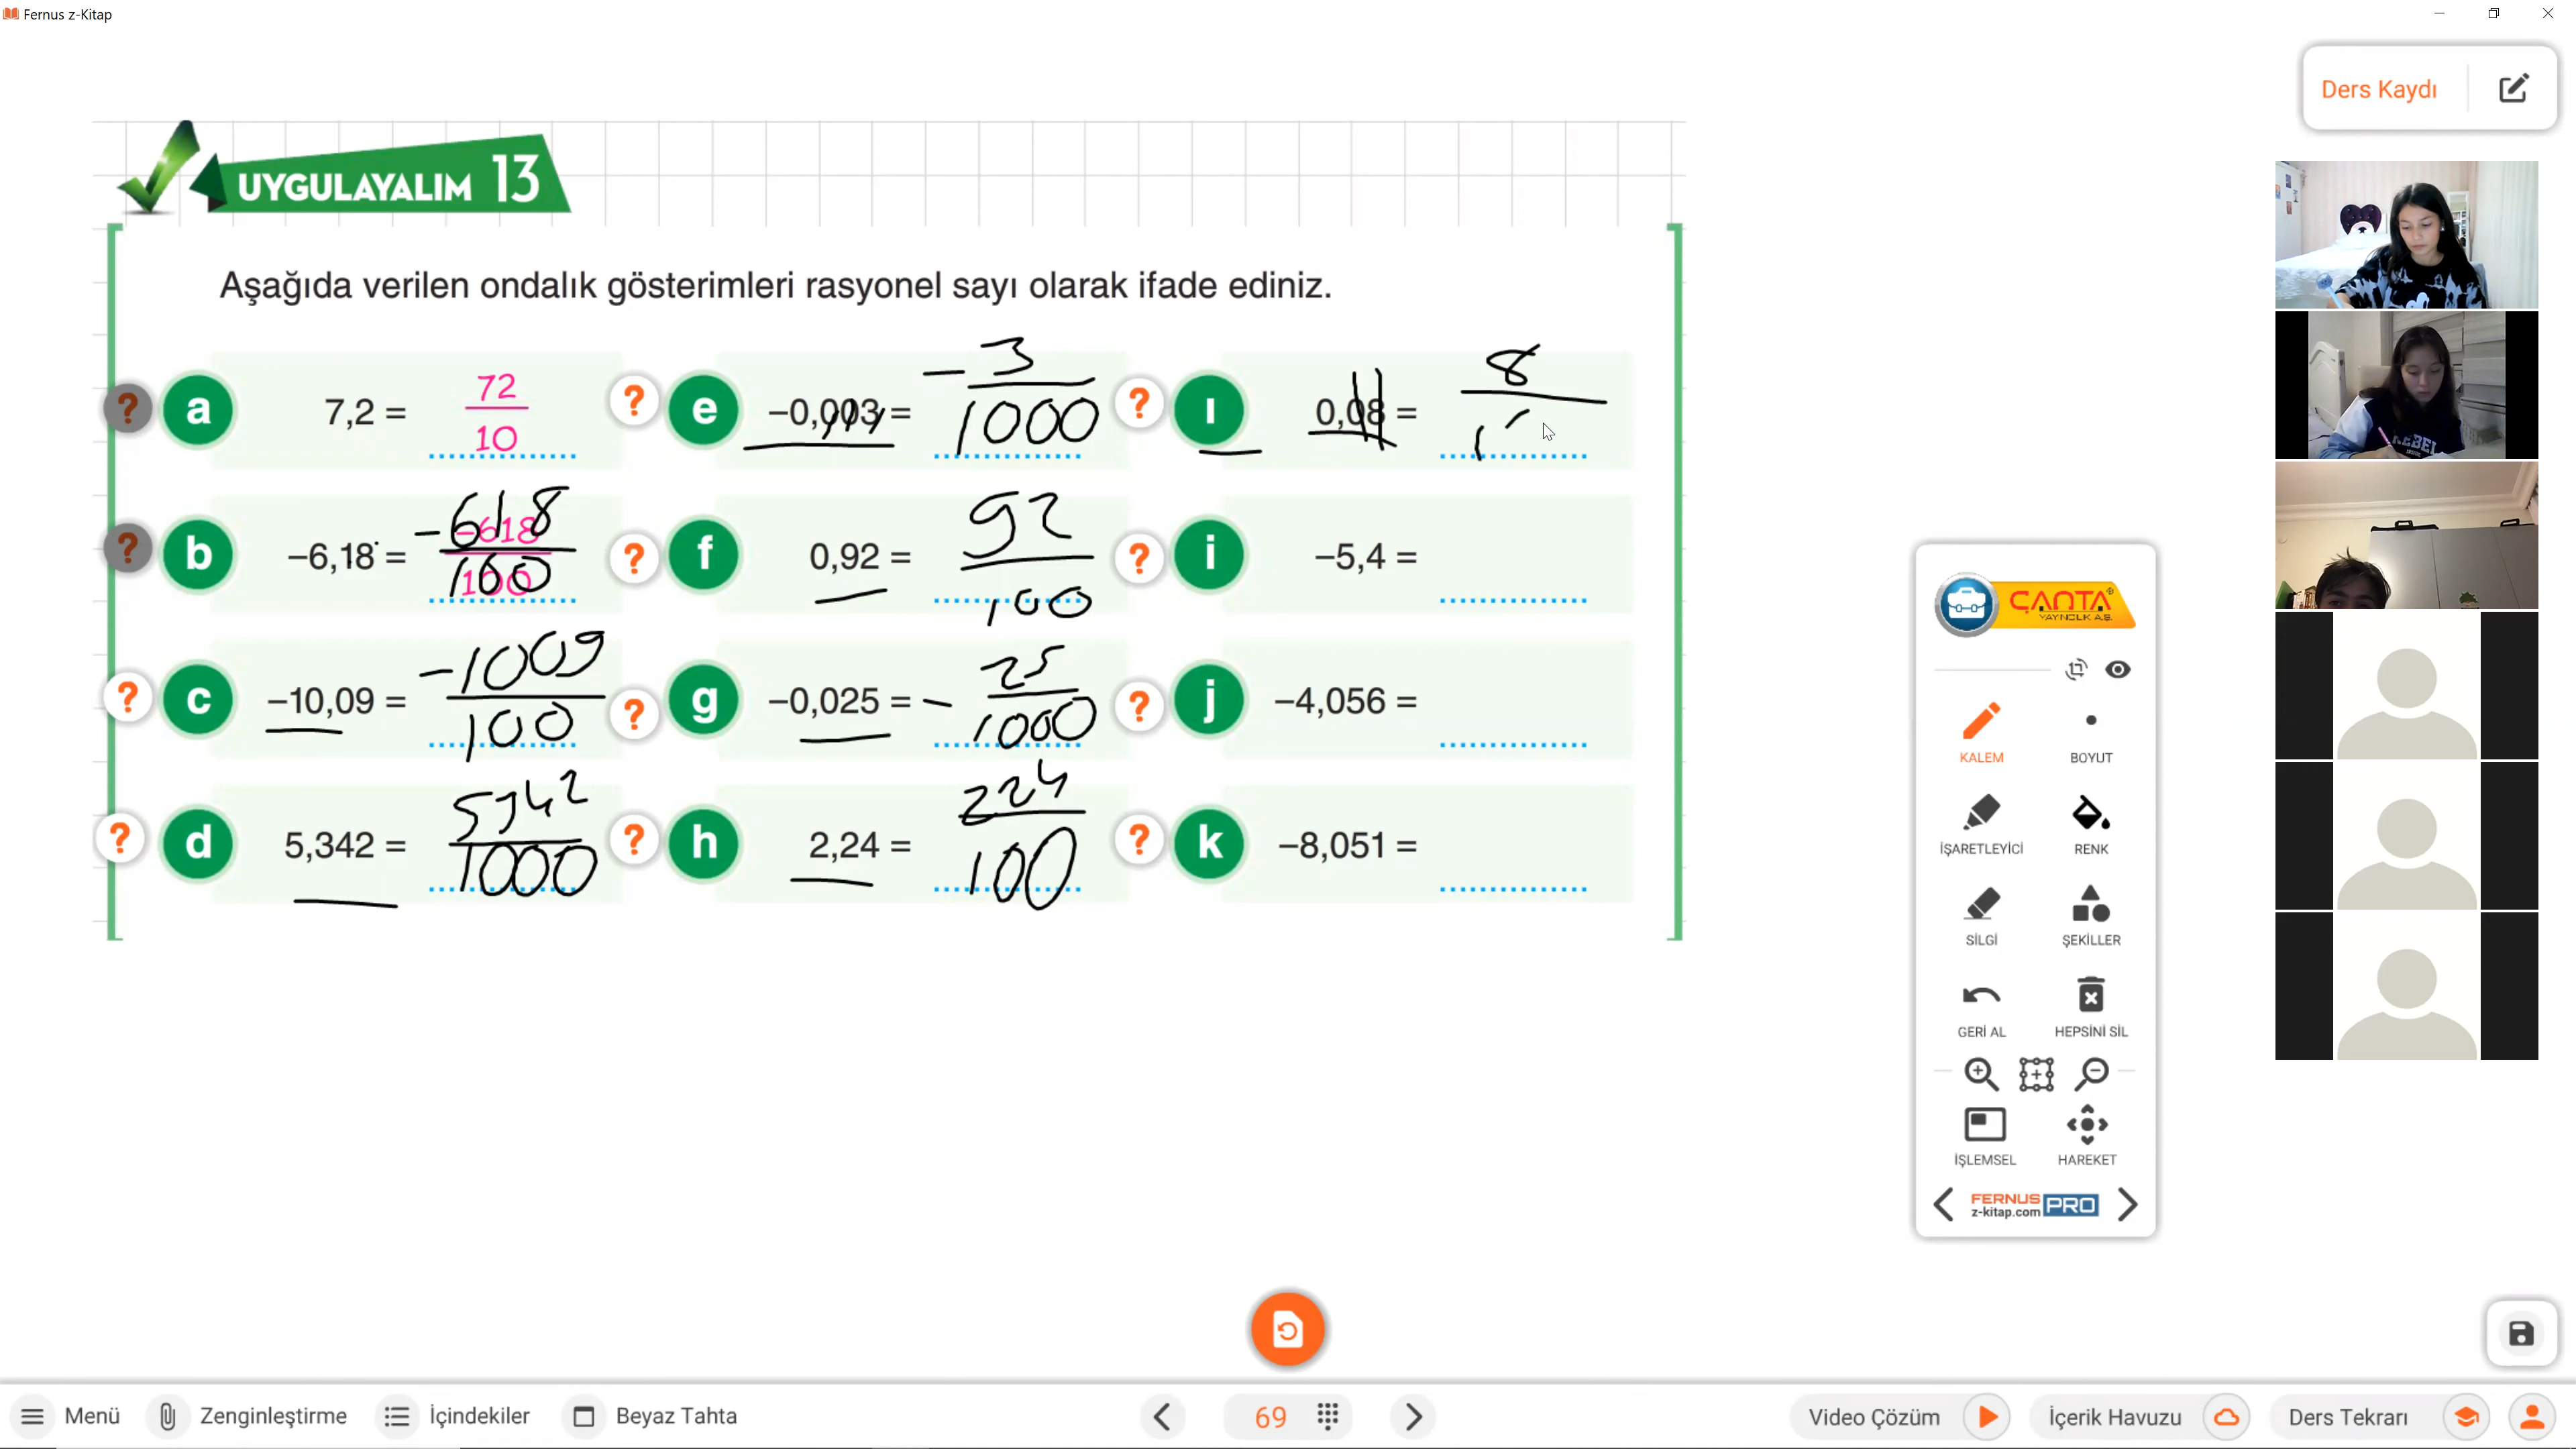 Fernus z-Kitap
Ders Kaydı
UYGULAYALIM 13
Aşağıda verilen ondalık gösterimleri rasyonel sayı olarak ifade ediniz.
? a 7,2 = 72/10
? b −6,18 = −618/100
−618/100
? c −10,09 = −1009/100
? d 5,342 = 5342/1000
? e −0,003 = −3/1000
? f 0,92 = 92/100
? g −0,025 = −25/1000
? h 2,24 = 224/100
? ı 0,08 = 8/
i −5,4 =
? j −4,056 =
? k −8,051 =
REBEL
ÇANTA
YAYINCILIK A.Ş.
KALEM BOYUT
İŞARETLEYİCİ RENK
SİLGİ ŞEKİLLER
GERİ AL HEPSİNİ SİL
İŞLEMSEL HAREKET
FERNUS PRO
z-kitap.com
Menü Zenginleştirme İçindekiler Beyaz Tahta 69 Video Çözüm İçerik Havuzu Ders Tekrarı